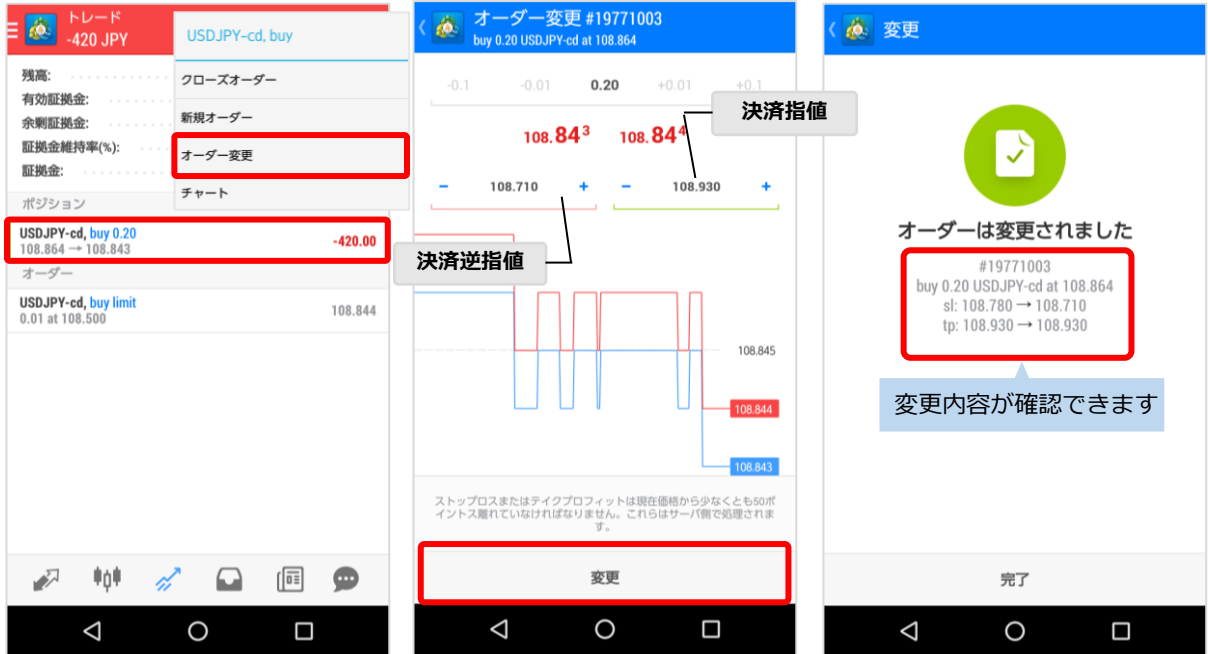 トレード
-420 JPY
USDJPY-cd, buy
クローズオーダー
新規オーダー
オーダー変更
チャート
残高:
有効証拠金:
余剰証拠金:
証拠金維持率(%):
証拠金:
ポジション
USDJPY-cd, buy 0.20
108.864 → 108.843
-420.00
オーダー
USDJPY-cd, buy limit
0.01 at 108.500
108.844
オーダー変更 #19771003
buy 0.20 USDJPY-cd at 108.864
-0.1 -0.01 0.20 +0.01 +0.1
決済指値
108.843 108.844
− 108.710 + − 108.930 +
決済逆指値
108.845
108.844
108.843
ストップロスまたはテイクプロフィットは現在価格から少なくとも50ポ
イントス離れていなければなりません。これらはサーバ側で処理されま
す。
変更
変更
オーダーは変更されました
#19771003
buy 0.20 USDJPY-cd at 108.864
sl: 108.780 → 108.710
tp: 108.930 → 108.930
変更内容が確認できます
完了